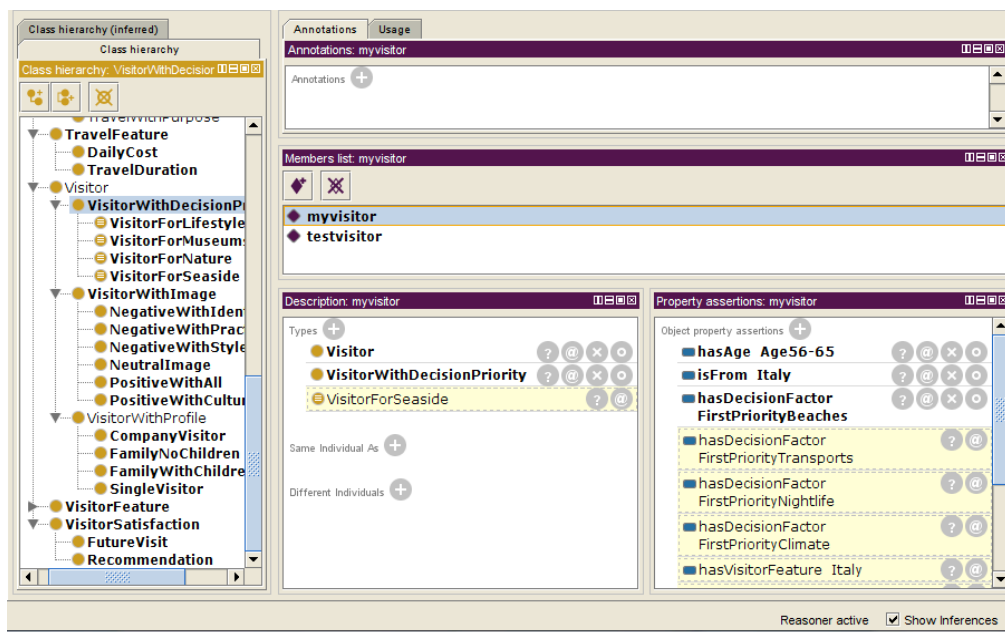 Class hierarchy (inferred)
Class hierarchy
Class hierarchy: VisitorWithDecisior
TravelWithPurpose
TravelFeature
DailyCost
TravelDuration
Visitor
VisitorWithDecisionPr
VisitorForLifestyle
VisitorForMuseums
VisitorForNature
VisitorForSeaside
VisitorWithImage
NegativeWithIden
NegativeWithPrac
NegativeWithStyle
NeutralImage
PositiveWithAll
PositiveWithCultur
VisitorWithProfile
CompanyVisitor
FamilyNoChildren
FamilyWithChildre
SingleVisitor
VisitorFeature
VisitorSatisfaction
FutureVisit
Recommendation
Annotations Usage
Annotations: myvisitor
Annotations
Members list: myvisitor
myvisitor
testvisitor
Description: myvisitor
Types
Visitor
VisitorWithDecisionPriority
VisitorForSeaside
Same Individual As
Different Individuals
Property assertions: myvisitor
Object property assertions
hasAge Age56-65
isFrom Italy
hasDecisionFactor
FirstPriorityBeaches
hasDecisionFactor
FirstPriorityTransports
hasDecisionFactor
FirstPriorityNightlife
hasDecisionFactor
FirstPriorityClimate
hasVisitorFeature Italy
Reasoner active Show Inferences